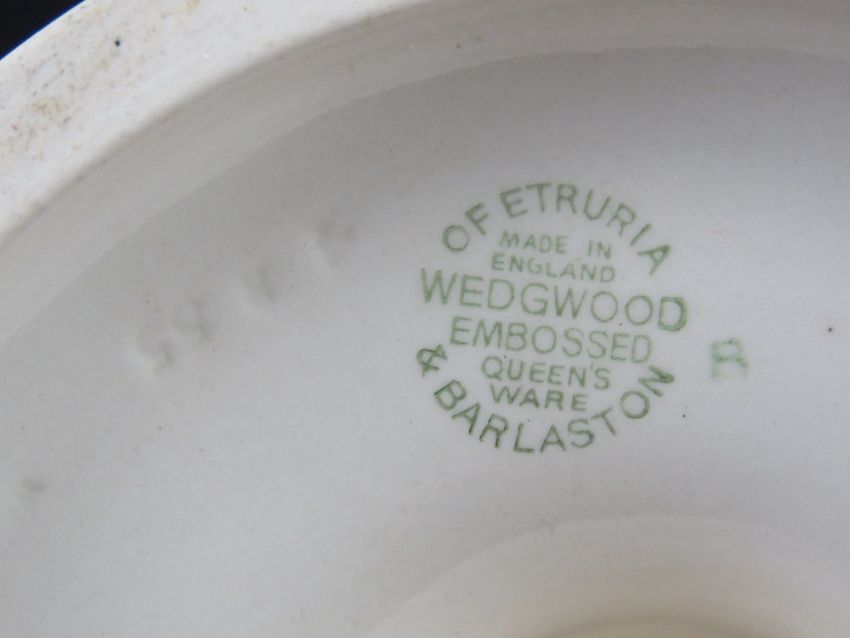 OF ETRURIA
MADE IN
ENGLAND
WEDGWOOD
EMBOSSED
QUEEN'S
WARE
& BARLASTON